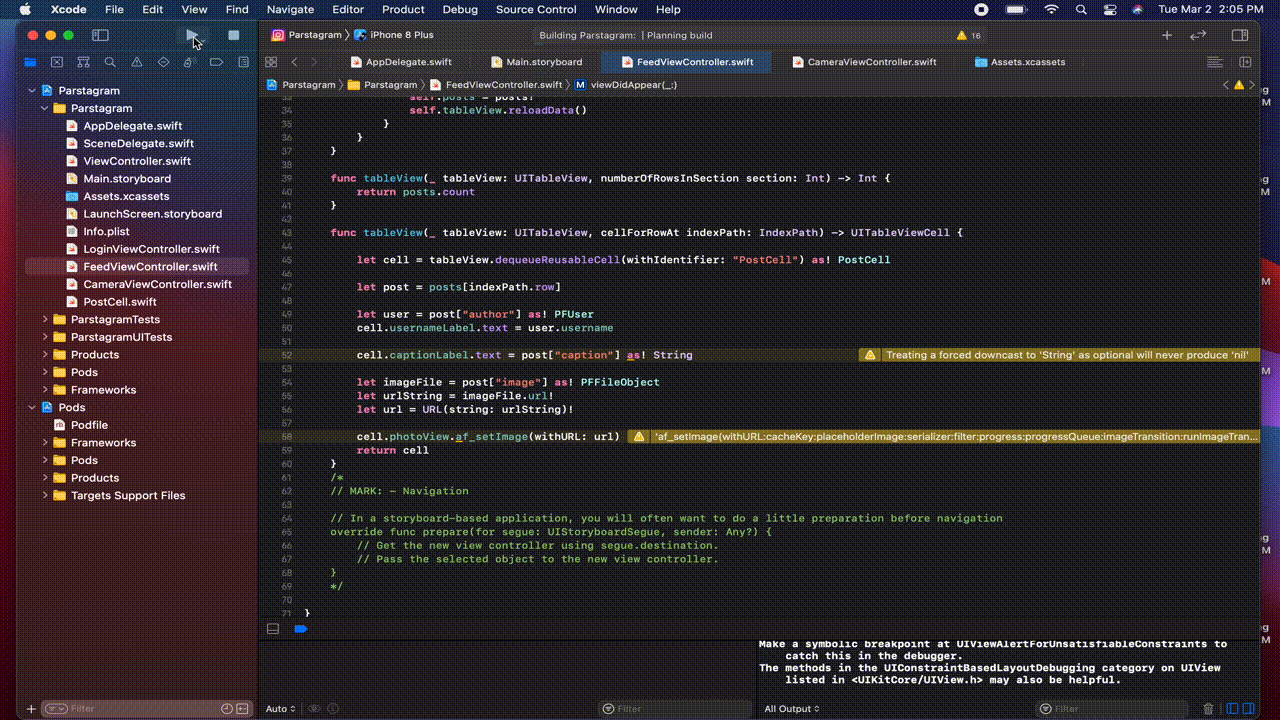 Xcode File Edit View Find Navigate Editor Product Debug Source Control Window Help Tue Mar 2 2:05 PM
Parstagram > iPhone 8 Plus Building Parstagram: | Planning build 16
AppDelegate.swift Main.storyboard FeedViewController.swift CameraViewController.swift Assets.xcassets
Parstagram > Parstagram > FeedViewController.swift > M viewDidAppear(_:)
Parstagram
Parstagram
AppDelegate.swift
SceneDelegate.swift
ViewController.swift
Main.storyboard
Assets.xcassets
LaunchScreen.storyboard
Info.plist
LoginViewController.swift
FeedViewController.swift
CameraViewController.swift
PostCell.swift
ParstagramTests
ParstagramUITests
Products
Pods
Frameworks
Pods
Podfile
Frameworks
Pods
Products
Targets Support Files
Filter
33 self.posts = posts!
34 self.tableView.reloadData()
35 }
36 }
37 }
38
39 func tableView(_ tableView: UITableView, numberOfRowsInSection section: Int) -> Int {
40 return posts.count
41 }
42
43 func tableView(_ tableView: UITableView, cellForRowAt indexPath: IndexPath) -> UITableViewCell {
44
45 let cell = tableView.dequeueReusableCell(withIdentifier: "PostCell") as! PostCell
46
47 let post = posts[indexPath.row]
48
49 let user = post["author"] as! PFUser
50 cell.usernameLabel.text = user.username
51
52 cell.captionLabel.text = post["caption"] as! String Treating a forced downcast to 'String' as optional will never produce 'nil'
53
54 let imageFile = post["image"] as! PFFileObject
55 let urlString = imageFile.url!
56 let url = URL(string: urlString)!
57
58 cell.photoView.af_setImage(withURL: url) 'af_setImage(withURL:cacheKey:placeholderImage:serializer:filter:progress:progressQueue:imageTransition:runImageTran...
59 return cell
60 }
61 /*
62 // MARK: - Navigation
63
64 // In a storyboard-based application, you will often want to do a little preparation before navigation
65 override func prepare(for segue: UIStoryboardSegue, sender: Any?) {
66 // Get the new view controller using segue.destination.
67 // Pass the selected object to the new view controller.
68 }
69 */
70
71 }
Make a symbolic breakpoint at UIViewAlertForUnsatisfiableConstraints to
catch this in the debugger.
The methods in the UIConstraintBasedLayoutDebugging category on UIView
listed in <UIKitCore/UIView.h> may also be helpful.
Auto Filter All Output Filter